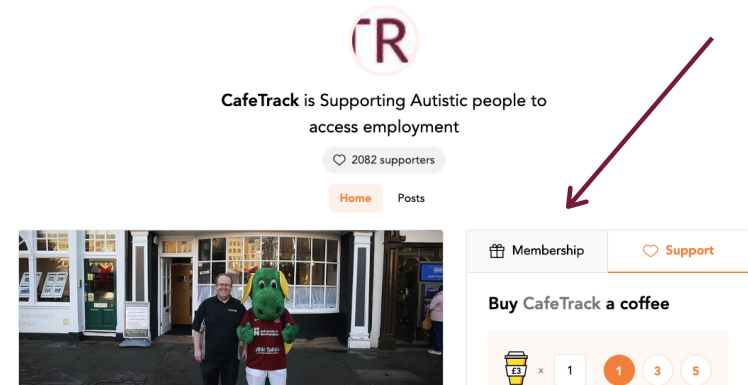 TR
CafeTrack is Supporting Autistic people to
access employment
2082 supporters
Home Posts
Membership Support
Buy CafeTrack a coffee
£3 × 1 1 3 5